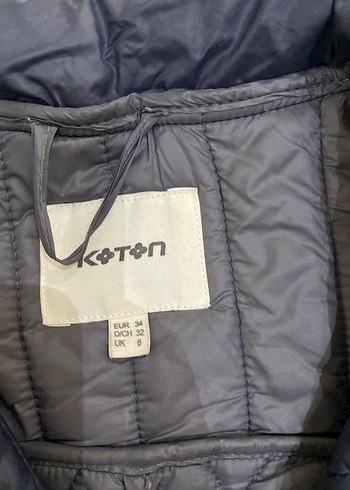 KOTON
EUR 34
D/CH 32
UK 6